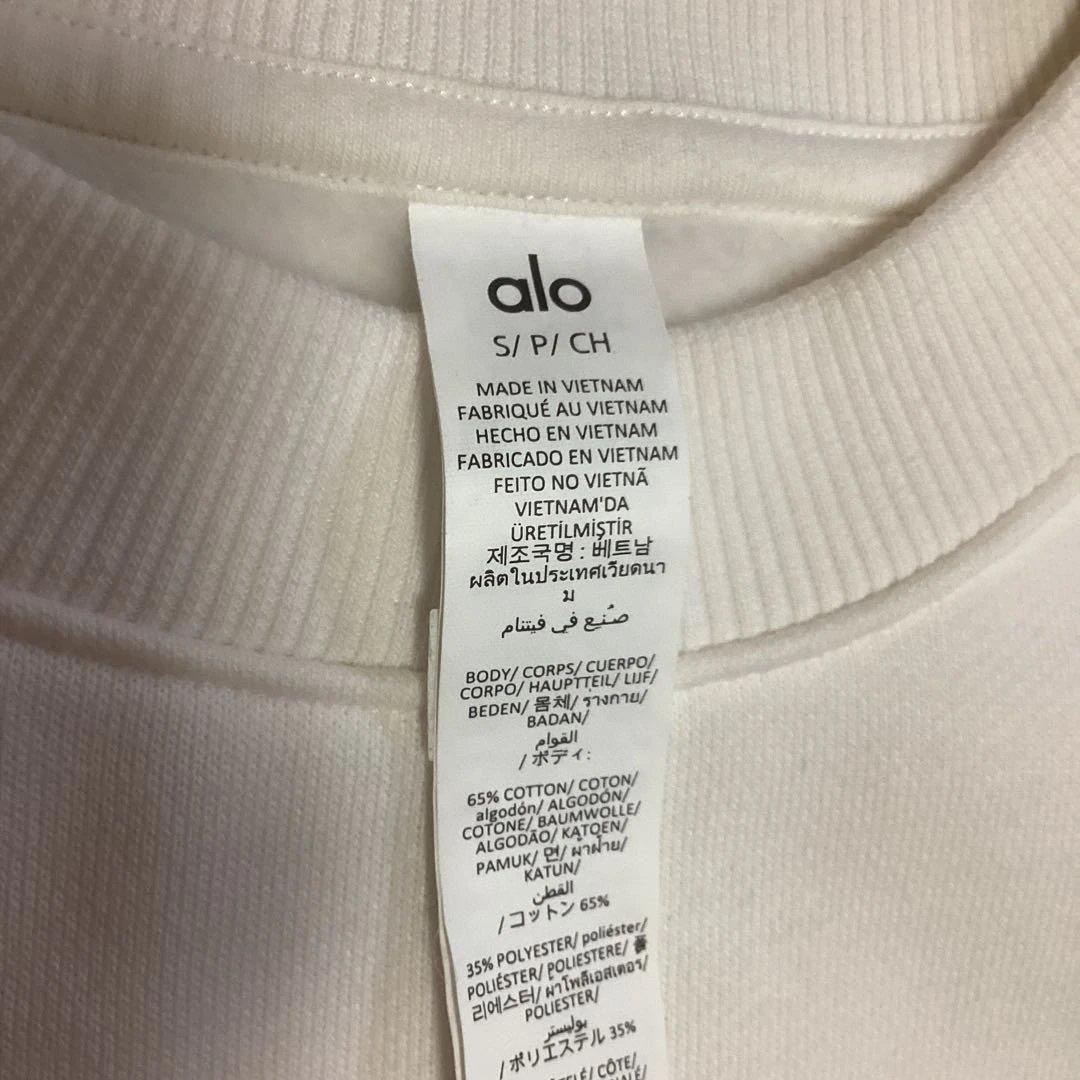 alo
S/ P/ CH
MADE IN VIETNAM
FABRIQUÉ AU VIETNAM
HECHO EN VIETNAM
FABRICADO EN VIETNAM
FEITO NO VIETNÃ
VIETNAM'DA
ÜRETİLMİŞTİR
제조국명 : 베트남
ผลิตในประเทศเวียดนา
ม
صُنِع في فيتنام
BODY/ CORPS/ CUERPO/
CORPO/ HAUPTTEIL/ LIJF/
BEDEN/ 몸체/ ร่างกาย/
BADAN/
القوام
/ボディ:
65% COTTON/ COTON/
algodón/ ALGODÓN/
COTONE/ BAUMWOLLE/
ALGODÃO/ KATOEN/
PAMUK/ 면/ ผ้าฝ้าย/
KATUN/
القطن
/コットン 65%
35% POLYESTER/ poliéster/
POLIÉSTER/ POLIESTERE/ 폴
리에스터/ ผ้าโพลีเอสเตอร์/
POLIESTER/
بوليستر
/ポリエステル 35%
CÔTE/